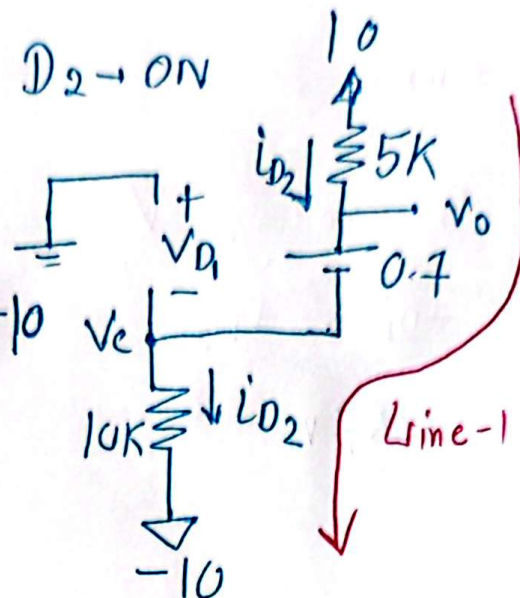 10
D2 → ON
iD2 ↓ 5K
+
VD1
-
Vo
0.7
-10
Vc
10K
↓ iD2
Line-1
-10